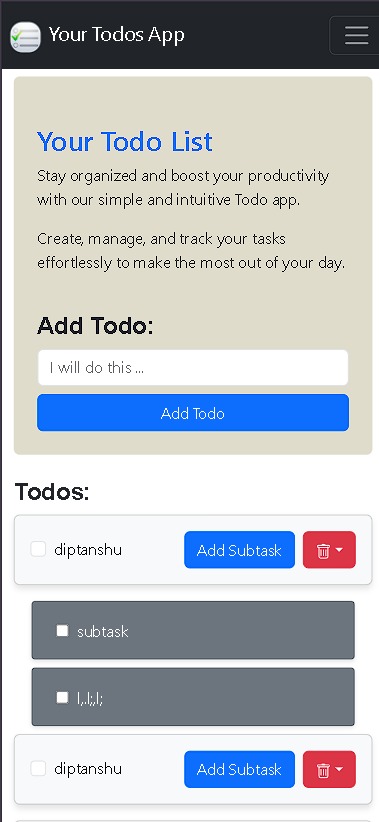 Your Todos App
Your Todo List
Stay organized and boost your productivity
with our simple and intuitive Todo app.
Create, manage, and track your tasks
effortlessly to make the most out of your day.
Add Todo:
I will do this ...
Add Todo
Todos:
diptanshu Add Subtask
subtask
l,.l;,l;
diptanshu Add Subtask